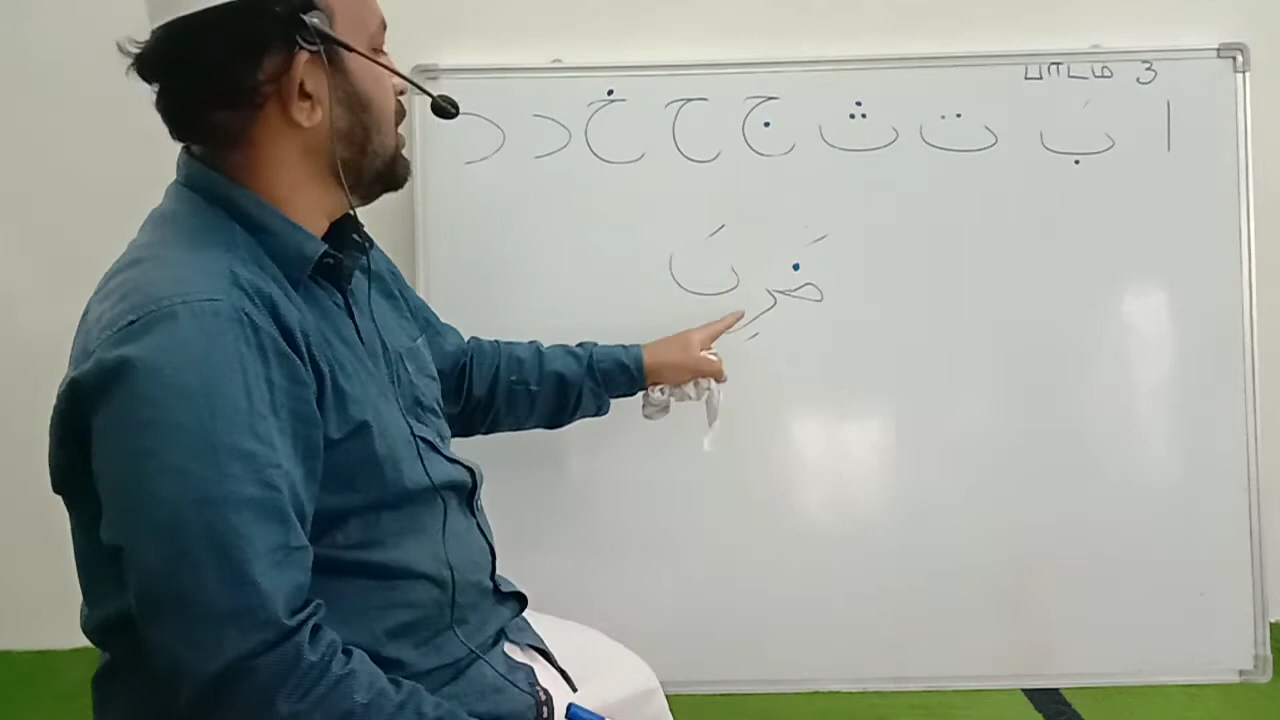 பாடம் 3
ا بَ ت ث ج ح خ د د
ضَرِ ںَ